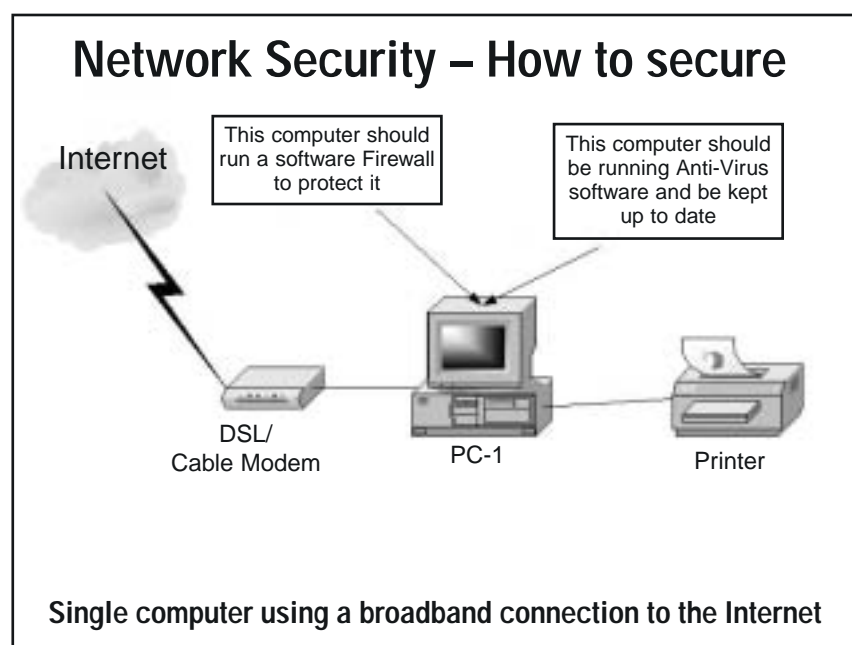 Network Security – How to secure
Internet
This computer should
run a software Firewall
to protect it
This computer should
be running Anti-Virus
software and be kept
up to date
DSL/
Cable Modem
PC-1
Printer
Single computer using a broadband connection to the Internet